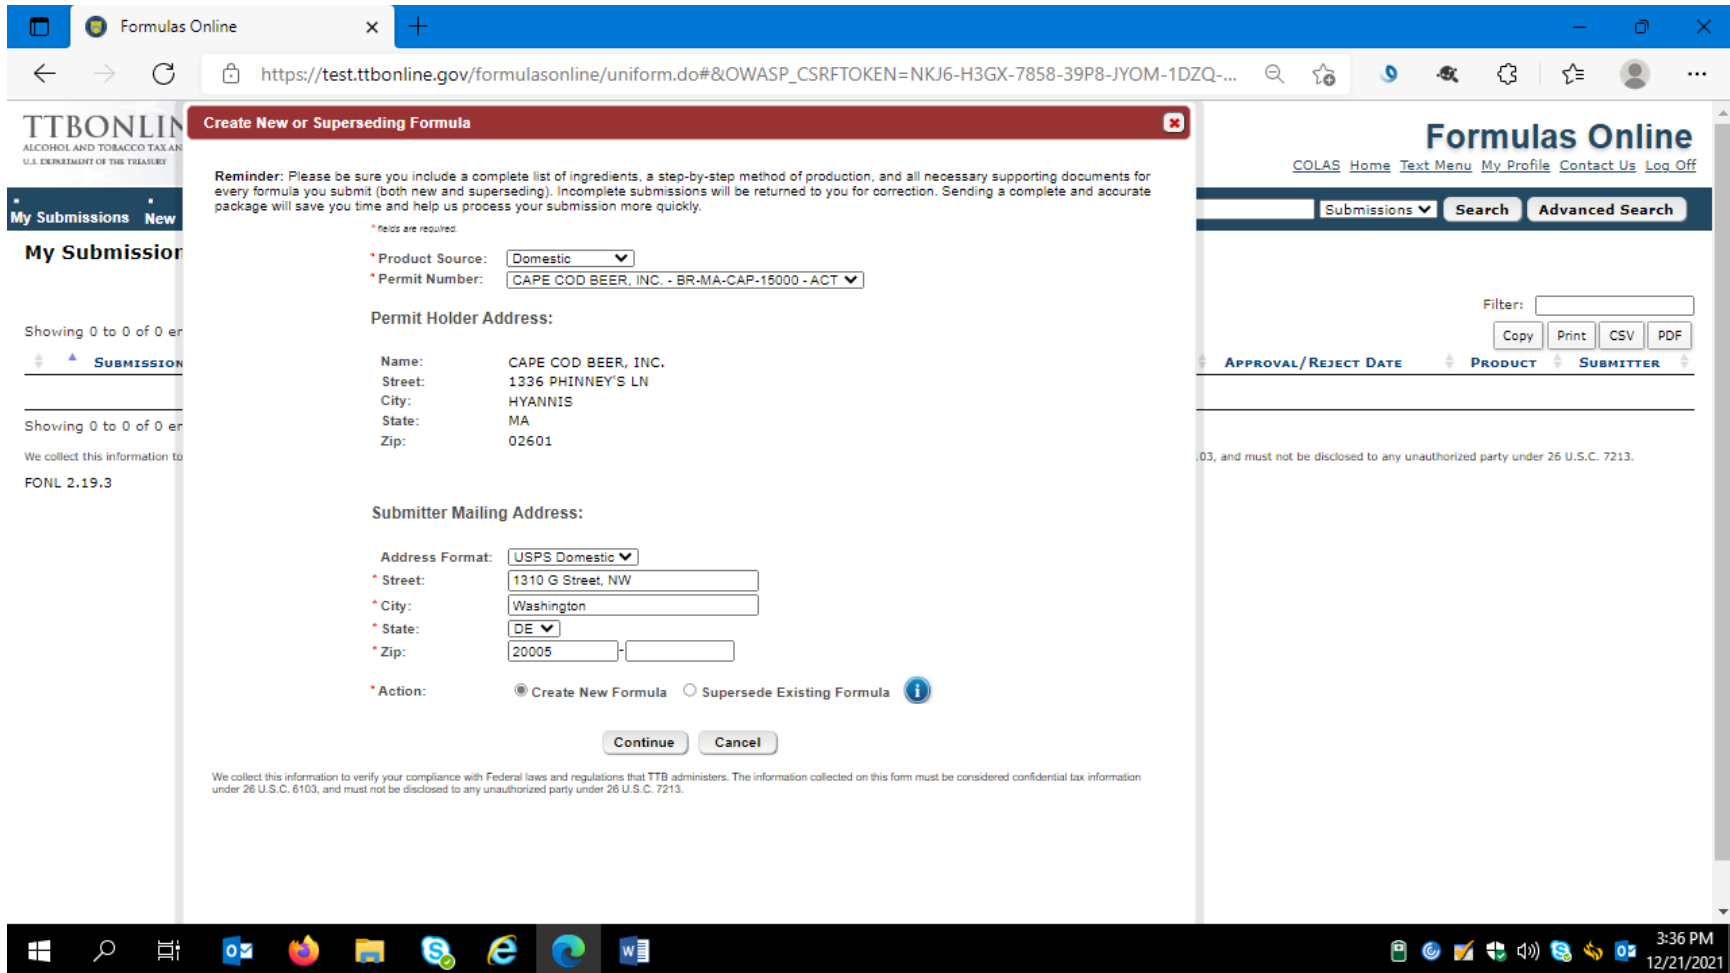 Formulas Online
https://test.ttbonline.gov/formulasonline/uniform.do#&OWASP_CSRFTOKEN=NKJ6-H3GX-7858-39P8-JYOM-1DZQ-...
TTBONLIN
ALCOHOL AND TOBACCO TAX AN
U.S. DEPARTMENT OF THE TREASURY
Formulas Online
COLAS Home Text Menu My Profile Contact Us Log Off
My Submissions New
Submissions Search Advanced Search
My Submission
Filter:
Copy Print CSV PDF
Showing 0 to 0 of 0 en
SUBMISSION APPROVAL/REJECT DATE PRODUCT SUBMITTER
Showing 0 to 0 of 0 en
We collect this information to
.03, and must not be disclosed to any unauthorized party under 26 U.S.C. 7213.
FONL 2.19.3
Create New or Superseding Formula
Reminder: Please be sure you include a complete list of ingredients, a step-by-step method of production, and all necessary supporting documents for
every formula you submit (both new and superseding). Incomplete submissions will be returned to you for correction. Sending a complete and accurate
package will save you time and help us process your submission more quickly.
* fields are required.
* Product Source: Domestic
* Permit Number: CAPE COD BEER, INC. - BR-MA-CAP-15000 - ACT
Permit Holder Address:
Name: CAPE COD BEER, INC.
Street: 1336 PHINNEY'S LN
City: HYANNIS
State: MA
Zip: 02601
Submitter Mailing Address:
Address Format: USPS Domestic
* Street: 1310 G Street, NW
* City: Washington
* State: DE
* Zip: 20005 -
* Action: Create New Formula Supersede Existing Formula
Continue Cancel
We collect this information to verify your compliance with Federal laws and regulations that TTB administers. The information collected on this form must be considered confidential tax information
under 26 U.S.C. 6103, and must not be disclosed to any unauthorized party under 26 U.S.C. 7213.
3:36 PM
12/21/2021